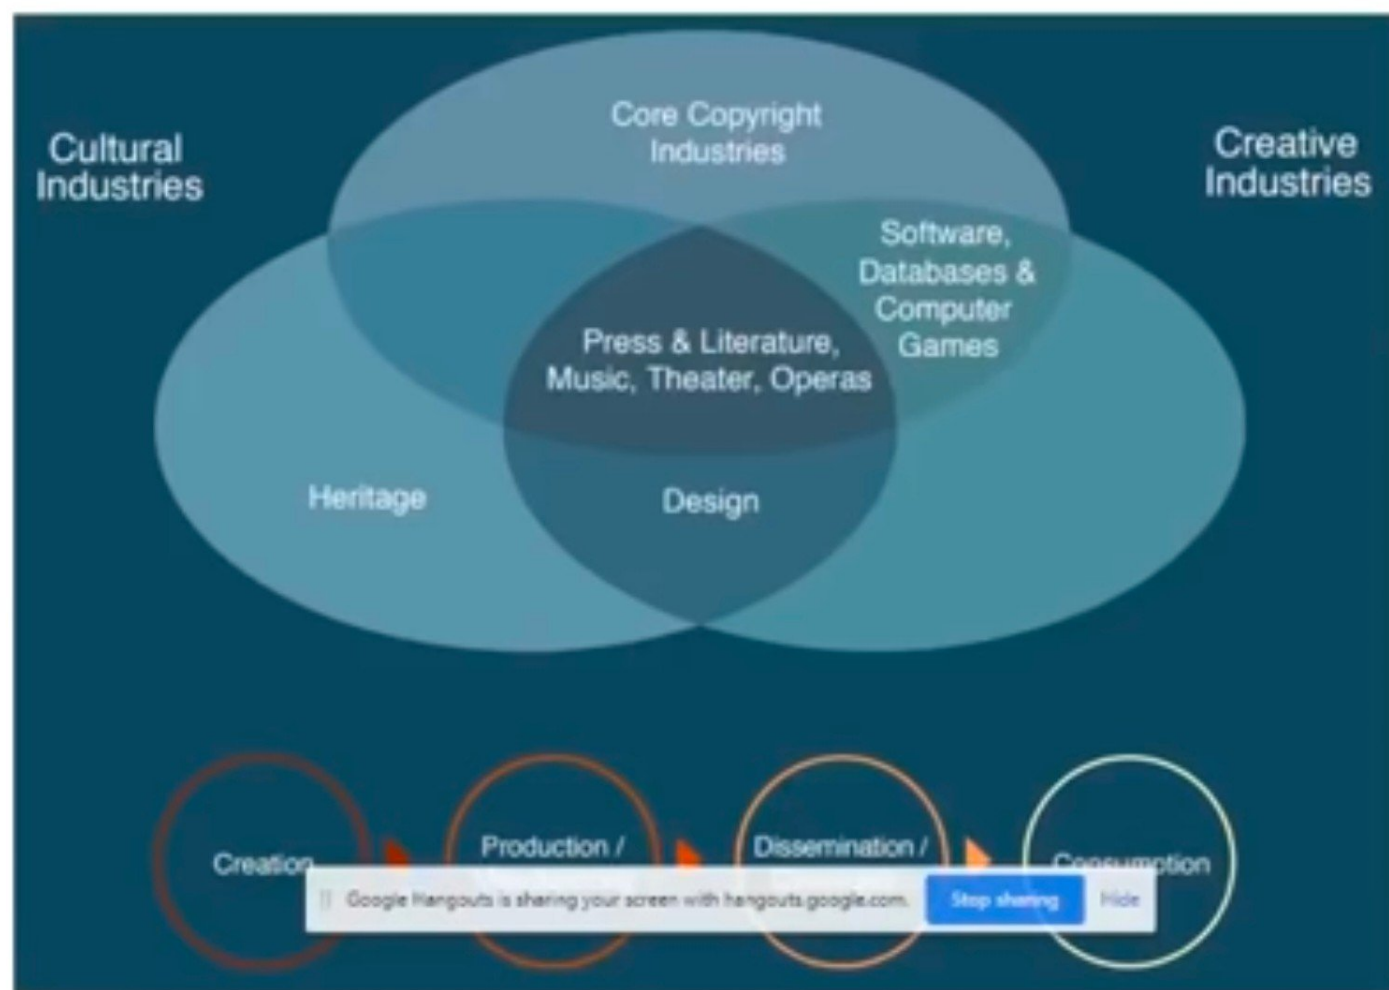 Core Copyright
Industries
Cultural
Industries
Creative
Industries
Software,
Databases &
Computer
Games
Press & Literature,
Music, Theater, Operas
Heritage
Design
Creation
Production /
Dissemination /
Consumption
Google Hangouts is sharing your screen with hangouts.google.com.
Stop sharing
Hide